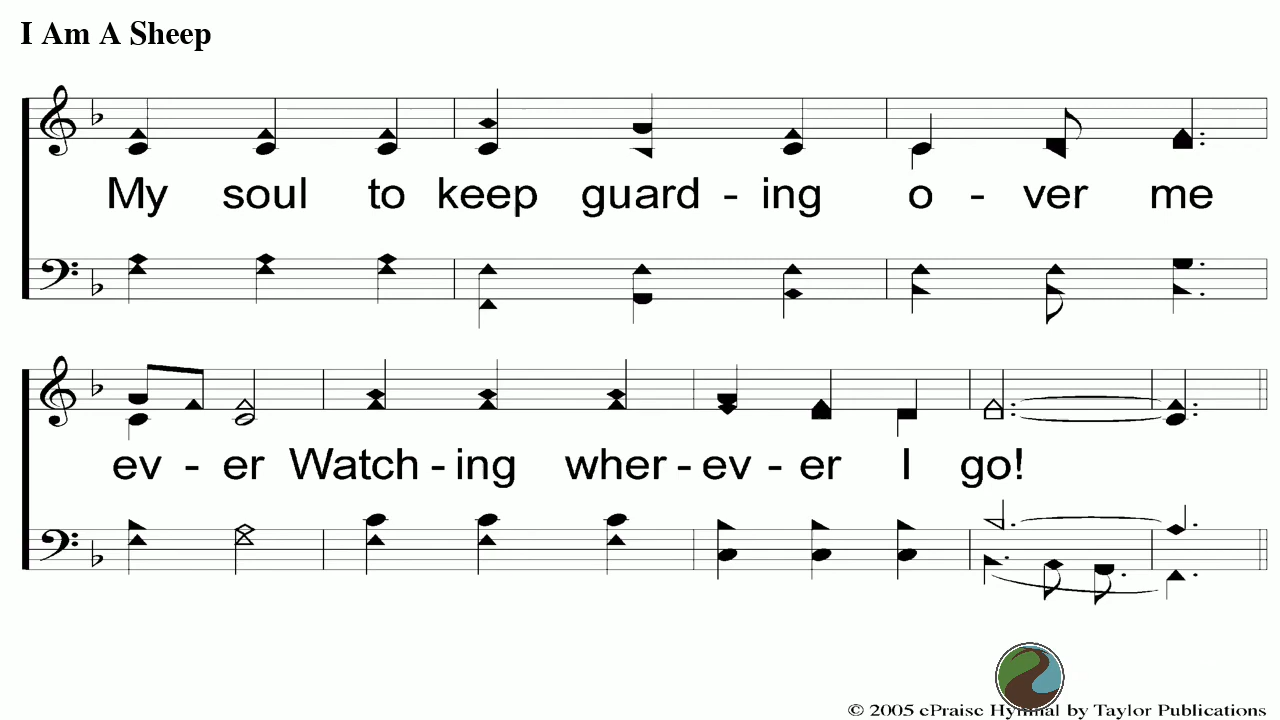 I Am A Sheep
My soul to keep guard - ing o - ver me
ev - er Watch - ing wher - ev - er I go!
© 2005 ePraise Hymnal by Taylor Publications